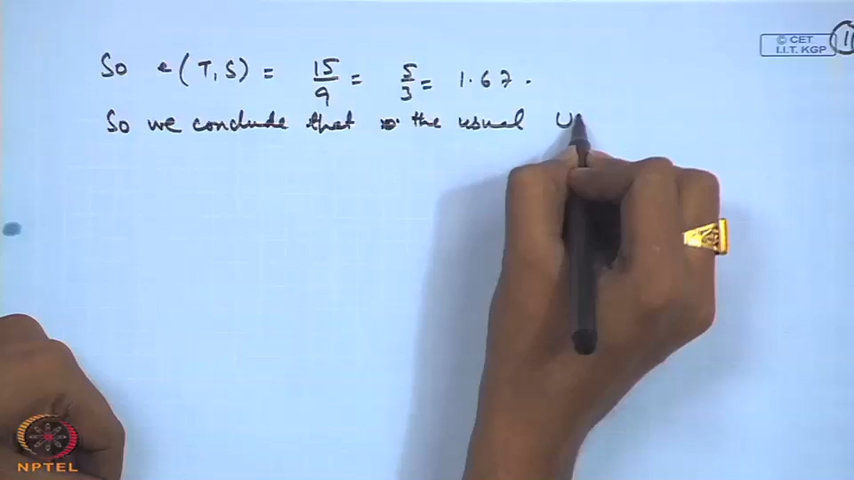 © CET
I.I.T. KGP
So e(T, S) = 15/9 = 5/3 = 1.67.
So we conclude that the usual
NPTEL